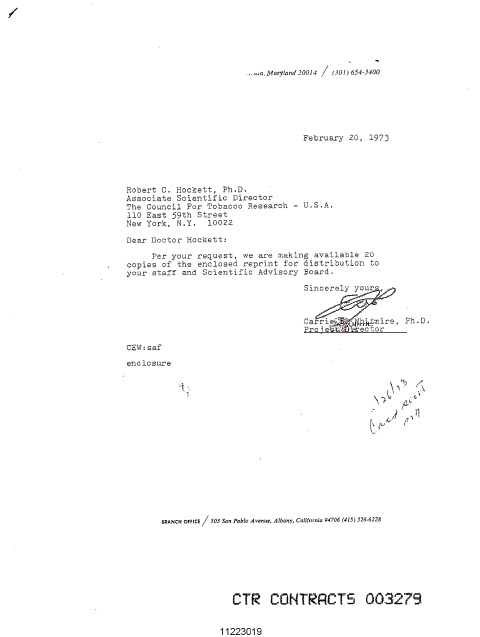 Maryland 20014 / (301) 654-3400
February 20, 1973
Robert C. Hockett, Ph.D.
Associate Scientific Director
The Council For Tobacco Research - U.S.A.
110 East 59th Street
New York, N.Y. 10022
Dear Doctor Hockett:
Per your request, we are making available 20
copies of the enclosed reprint for distribution to
your staff and Scientific Advisory Board.
Sincerely yours,
Carrie E. Whitmire, Ph.D.
Project Director
CEW:saf
enclosure
2/26/73
BRANCH OFFICE / 505 San Pablo Avenue, Albany, California 94706 (415) 526-6228
CTR CONTRACTS 003279
11223019